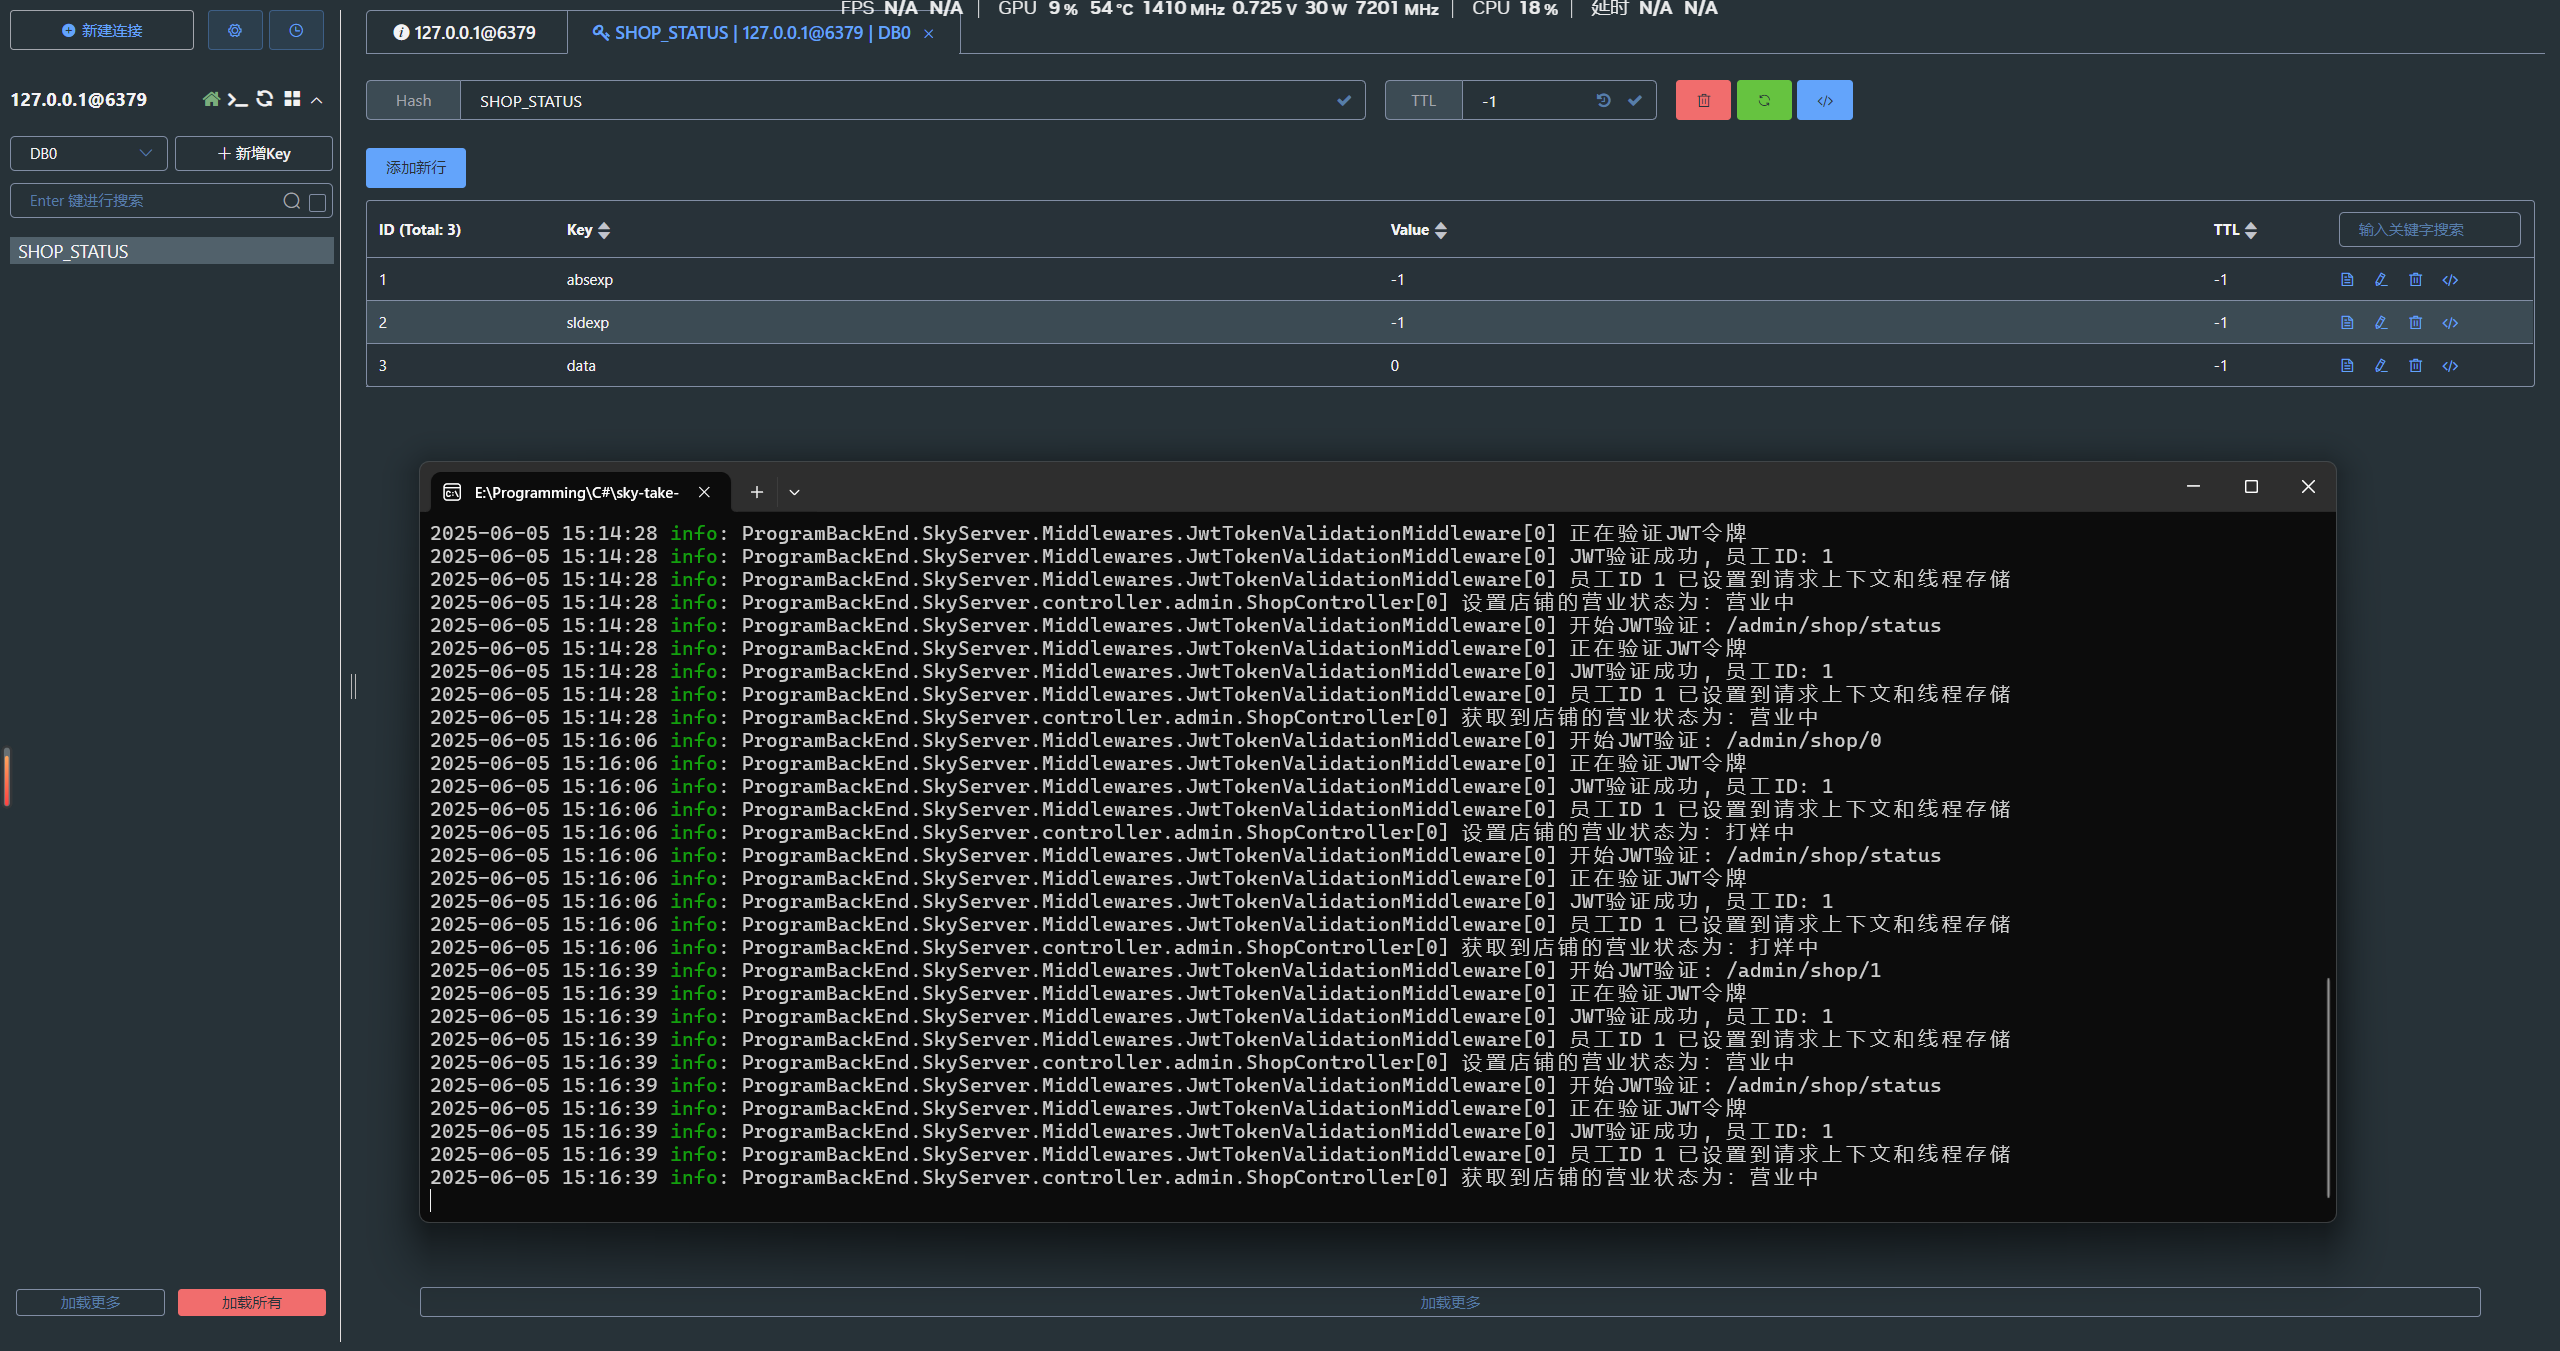 FPS N/A N/A | GPU 9 % 54 °C 1410 MHz 0.725 V 30 W 7201 MHz | CPU 18 % | 延时 N/A N/A
新建连接
127.0.0.1@6379
SHOP_STATUS | 127.0.0.1@6379 | DB0
127.0.0.1@6379
Hash SHOP_STATUS
TTL -1
DB0
新增Key
添加新行
Enter 键进行搜索
SHOP_STATUS
ID (Total: 3) Key Value TTL 输入关键字搜索
1 absexp -1 -1
2 sldexp -1 -1
3 data 0 -1
E:\Programming\C#\sky-take-
2025-06-05 15:14:28 info: ProgramBackEnd.SkyServer.Middlewares.JwtTokenValidationMiddleware[0] 正在验证JWT令牌
2025-06-05 15:14:28 info: ProgramBackEnd.SkyServer.Middlewares.JwtTokenValidationMiddleware[0] JWT验证成功, 员工ID: 1
2025-06-05 15:14:28 info: ProgramBackEnd.SkyServer.Middlewares.JwtTokenValidationMiddleware[0] 员工ID 1 已设置到请求上下文和线程存储
2025-06-05 15:14:28 info: ProgramBackEnd.SkyServer.controller.admin.ShopController[0] 设置店铺的营业状态为: 营业中
2025-06-05 15:14:28 info: ProgramBackEnd.SkyServer.Middlewares.JwtTokenValidationMiddleware[0] 开始JWT验证: /admin/shop/status
2025-06-05 15:14:28 info: ProgramBackEnd.SkyServer.Middlewares.JwtTokenValidationMiddleware[0] 正在验证JWT令牌
2025-06-05 15:14:28 info: ProgramBackEnd.SkyServer.Middlewares.JwtTokenValidationMiddleware[0] JWT验证成功, 员工ID: 1
2025-06-05 15:14:28 info: ProgramBackEnd.SkyServer.Middlewares.JwtTokenValidationMiddleware[0] 员工ID 1 已设置到请求上下文和线程存储
2025-06-05 15:14:28 info: ProgramBackEnd.SkyServer.controller.admin.ShopController[0] 获取到店铺的营业状态为: 营业中
2025-06-05 15:16:06 info: ProgramBackEnd.SkyServer.Middlewares.JwtTokenValidationMiddleware[0] 开始JWT验证: /admin/shop/0
2025-06-05 15:16:06 info: ProgramBackEnd.SkyServer.Middlewares.JwtTokenValidationMiddleware[0] 正在验证JWT令牌
2025-06-05 15:16:06 info: ProgramBackEnd.SkyServer.Middlewares.JwtTokenValidationMiddleware[0] JWT验证成功, 员工ID: 1
2025-06-05 15:16:06 info: ProgramBackEnd.SkyServer.Middlewares.JwtTokenValidationMiddleware[0] 员工ID 1 已设置到请求上下文和线程存储
2025-06-05 15:16:06 info: ProgramBackEnd.SkyServer.controller.admin.ShopController[0] 设置店铺的营业状态为: 打烊中
2025-06-05 15:16:06 info: ProgramBackEnd.SkyServer.Middlewares.JwtTokenValidationMiddleware[0] 开始JWT验证: /admin/shop/status
2025-06-05 15:16:06 info: ProgramBackEnd.SkyServer.Middlewares.JwtTokenValidationMiddleware[0] 正在验证JWT令牌
2025-06-05 15:16:06 info: ProgramBackEnd.SkyServer.Middlewares.JwtTokenValidationMiddleware[0] JWT验证成功, 员工ID: 1
2025-06-05 15:16:06 info: ProgramBackEnd.SkyServer.Middlewares.JwtTokenValidationMiddleware[0] 员工ID 1 已设置到请求上下文和线程存储
2025-06-05 15:16:06 info: ProgramBackEnd.SkyServer.controller.admin.ShopController[0] 获取到店铺的营业状态为: 打烊中
2025-06-05 15:16:39 info: ProgramBackEnd.SkyServer.Middlewares.JwtTokenValidationMiddleware[0] 开始JWT验证: /admin/shop/1
2025-06-05 15:16:39 info: ProgramBackEnd.SkyServer.Middlewares.JwtTokenValidationMiddleware[0] 正在验证JWT令牌
2025-06-05 15:16:39 info: ProgramBackEnd.SkyServer.Middlewares.JwtTokenValidationMiddleware[0] JWT验证成功, 员工ID: 1
2025-06-05 15:16:39 info: ProgramBackEnd.SkyServer.Middlewares.JwtTokenValidationMiddleware[0] 员工ID 1 已设置到请求上下文和线程存储
2025-06-05 15:16:39 info: ProgramBackEnd.SkyServer.controller.admin.ShopController[0] 设置店铺的营业状态为: 营业中
2025-06-05 15:16:39 info: ProgramBackEnd.SkyServer.Middlewares.JwtTokenValidationMiddleware[0] 开始JWT验证: /admin/shop/status
2025-06-05 15:16:39 info: ProgramBackEnd.SkyServer.Middlewares.JwtTokenValidationMiddleware[0] 正在验证JWT令牌
2025-06-05 15:16:39 info: ProgramBackEnd.SkyServer.Middlewares.JwtTokenValidationMiddleware[0] JWT验证成功, 员工ID: 1
2025-06-05 15:16:39 info: ProgramBackEnd.SkyServer.Middlewares.JwtTokenValidationMiddleware[0] 员工ID 1 已设置到请求上下文和线程存储
2025-06-05 15:16:39 info: ProgramBackEnd.SkyServer.controller.admin.ShopController[0] 获取到店铺的营业状态为: 营业中
加载更多
加载所有
加载更多